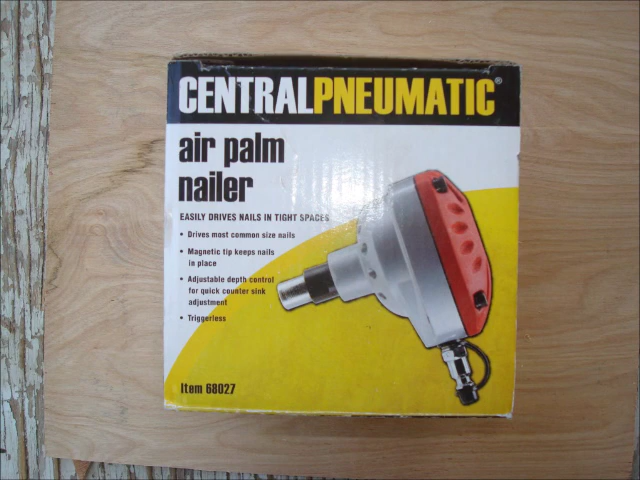 CENTRALPNEUMATIC®
air palm
nailer
EASILY DRIVES NAILS IN TIGHT SPACES
• Drives most common size nails
• Magnetic tip keeps nails
in place
• Adjustable depth control
for quick counter sink
adjustment
• Triggerless
Item 68027